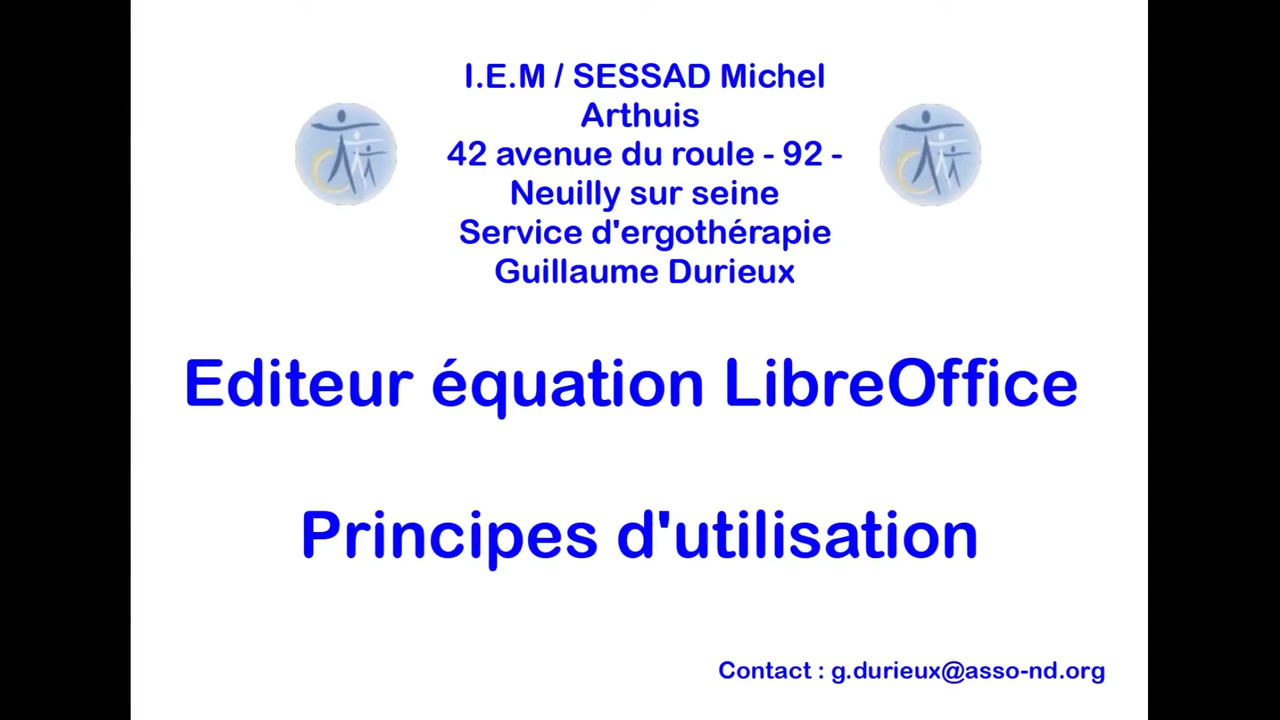 I.E.M / SESSAD Michel
Arthuis
42 avenue du roule - 92 -
Neuilly sur seine
Service d'ergothérapie
Guillaume Durieux
Editeur équation LibreOffice
Principes d'utilisation
Contact : g.durieux@asso-nd.org